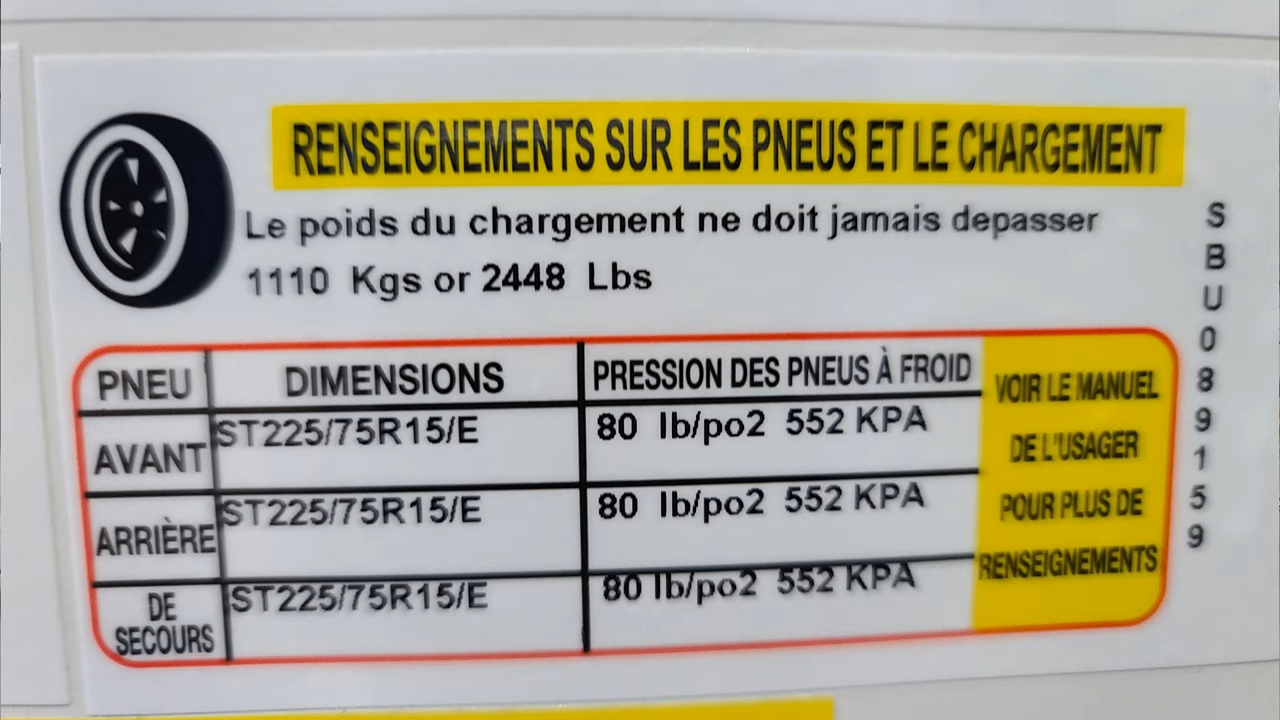 RENSEIGNEMENTS SUR LES PNEUS ET LE CHARGEMENT
Le poids du chargement ne doit jamais depasser
1110 Kgs or 2448 Lbs
PNEU DIMENSIONS PRESSION DES PNEUS À FROID
AVANT ST225/75R15/E 80 lb/po2 552 KPA
ARRIÈRE ST225/75R15/E 80 lb/po2 552 KPA
DE
SECOURS ST225/75R15/E 80 lb/po2 552 KPA
VOIR LE MANUEL
DE L'USAGER
POUR PLUS DE
RENSEIGNEMENTS
SBU089159